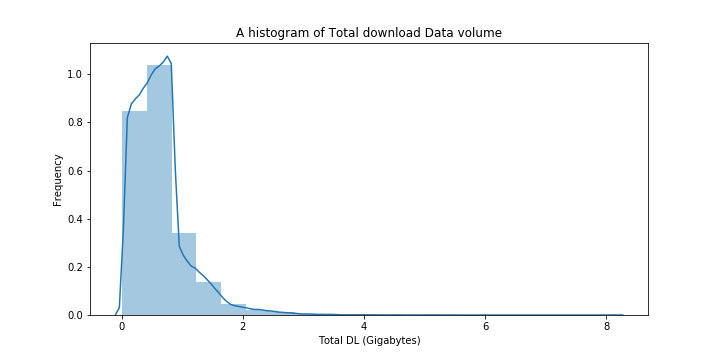 A histogram of Total download Data volume
Frequency
1.0
0.8
0.6
0.4
0.2
0.0
0 2 4 6 8
Total DL (Gigabytes)